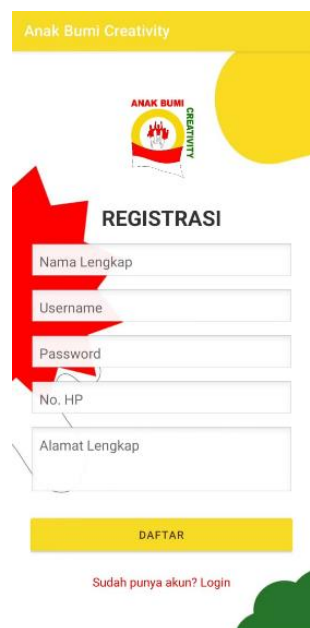 Anak Bumi Creativity
ANAK BUMI
CREATIVITY
REGISTRASI
Nama Lengkap
Username
Password
No. HP
Alamat Lengkap
DAFTAR
Sudah punya akun? Login